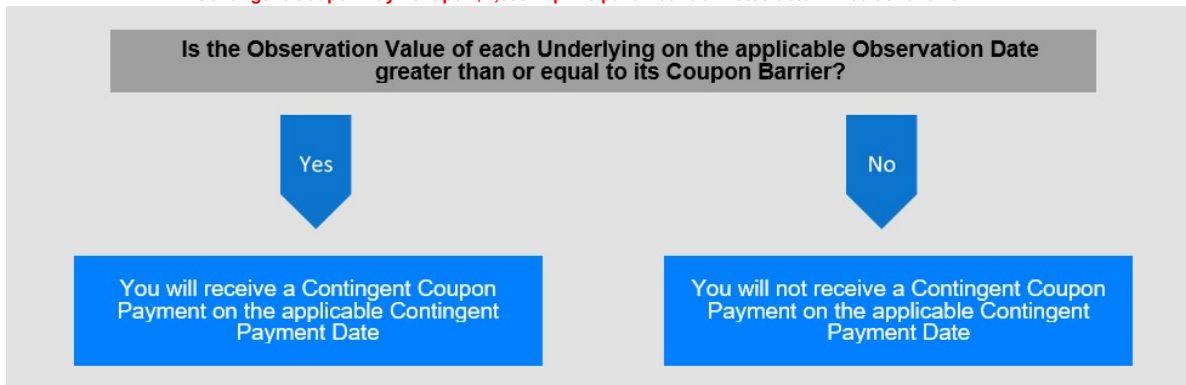 Is the Observation Value of each Underlying on the applicable Observation Date
greater than or equal to its Coupon Barrier?
Yes
No
You will receive a Contingent Coupon
Payment on the applicable Contingent
Payment Date
You will not receive a Contingent Coupon
Payment on the applicable Contingent
Payment Date